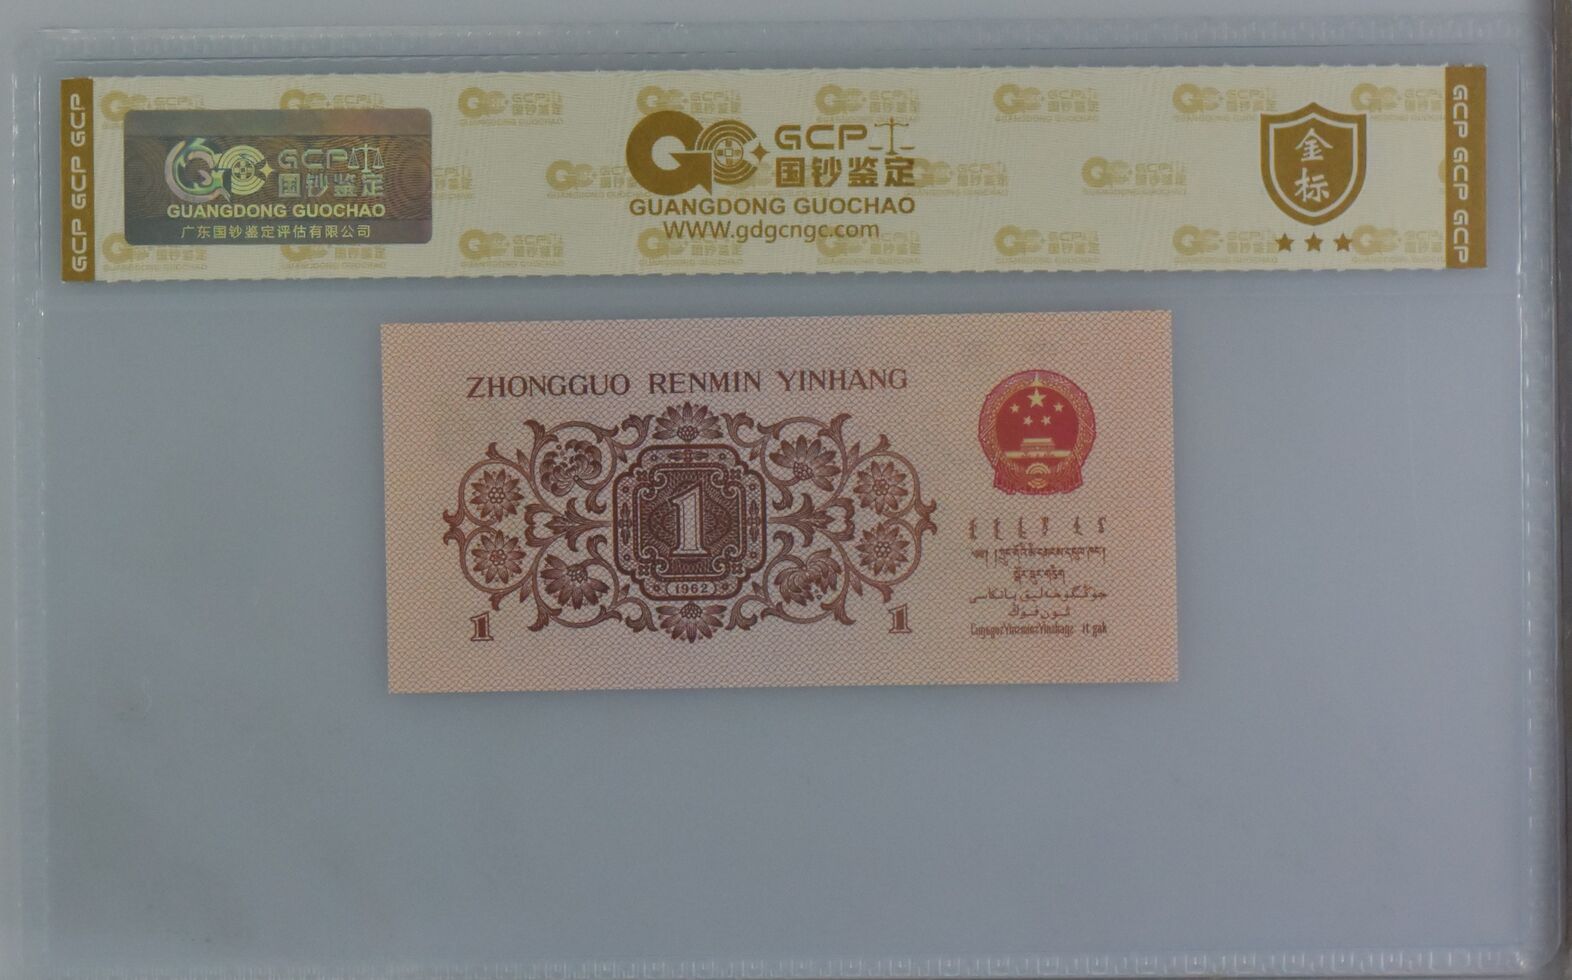 GCP GCP GCP
GCP
国钞鉴定
GUANGDONG GUOCHAO
广东国钞鉴定评估有限公司
GCP
国钞鉴定
GUANGDONG GUOCHAO
WWW.gdgcngc.com
金标
GCP GCP GCP
ZHONGGUO RENMIN YINHANG
1
(1962)
1
1